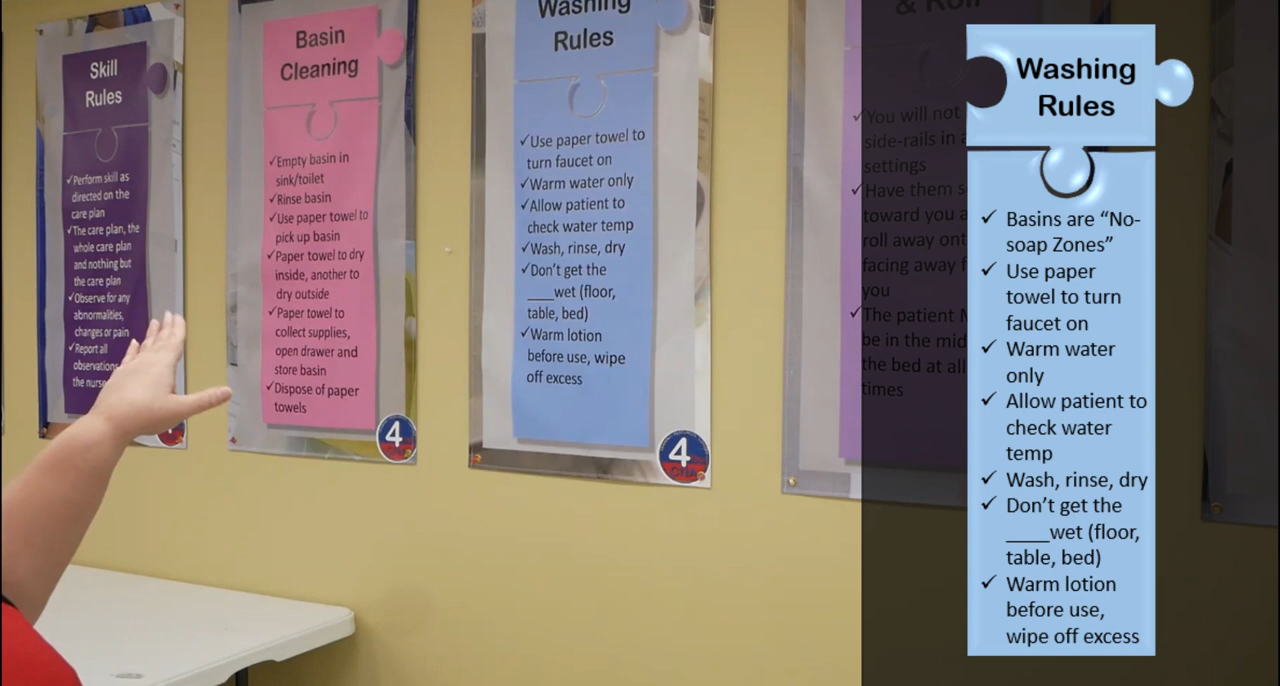 Skill
Rules
✓Perform skill as
directed on the
care plan
✓The care plan, the
whole care plan
and nothing but
the care plan
✓Observe for any
abnormalities,
changes or pain
✓Report all
observations
the nurse
Basin
Cleaning
✓Empty basin in
sink/toilet
✓Rinse basin
✓Use paper towel to
pick up basin
✓Paper towel to dry
inside, another to
dry outside
✓Paper towel to
collect supplies,
open drawer and
store basin
✓Dispose of paper
towels
4
Washing
Rules
✓Use paper towel to
turn faucet on
✓Warm water only
✓Allow patient to
check water temp
✓Wash, rinse, dry
✓Don't get the
____wet (floor,
table, bed)
✓Warm lotion
before use, wipe
off excess
4
& Roll
✓You will not
side-rails in a
settings
✓Have them s
toward you a
roll away ont
facing away f
you
✓The patient M
be in the mid
the bed at all
times
Washing
Rules
✓ Basins are “No-
soap Zones”
✓ Use paper
towel to turn
faucet on
✓ Warm water
only
✓ Allow patient to
check water
temp
✓ Wash, rinse, dry
✓ Don’t get the
____wet (floor,
table, bed)
✓ Warm lotion
before use,
wipe off excess